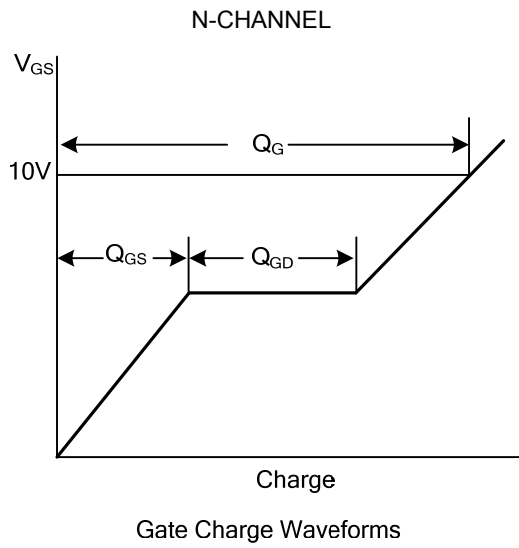 N-CHANNEL
VGS
QG
10V
QGS
QGD
Charge
Gate Charge Waveforms